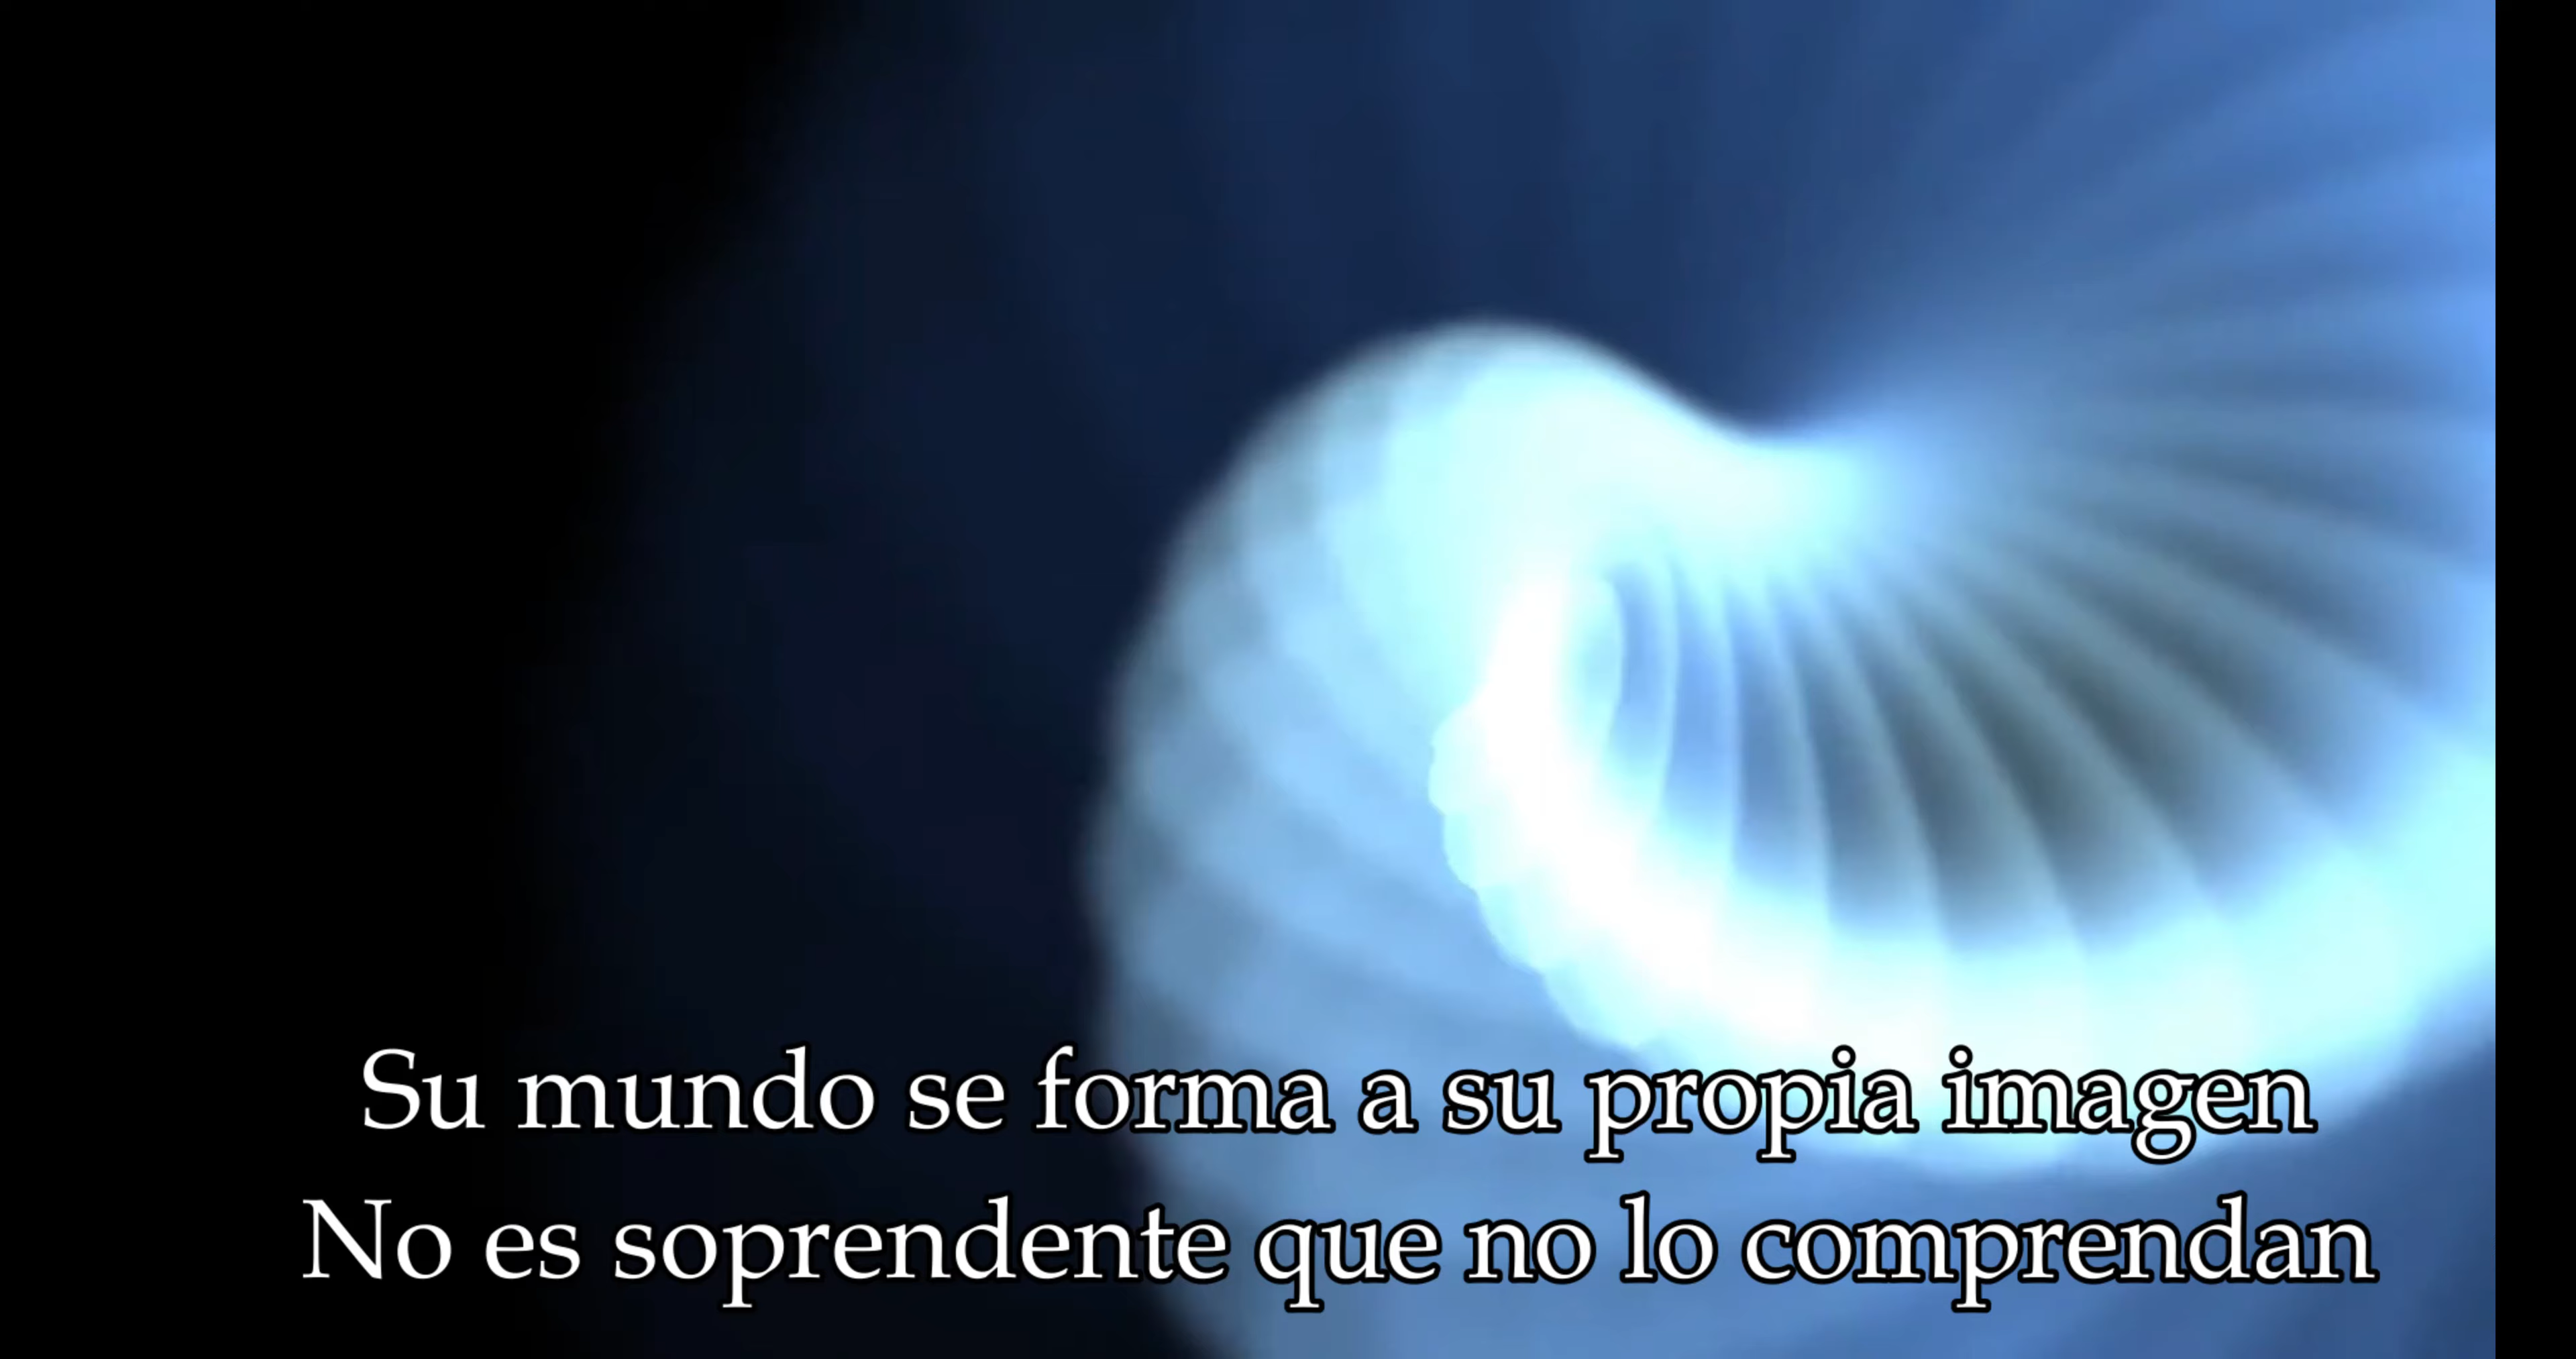 Su mundo se forma a su propia imagen
No es soprendente que no lo comprendan